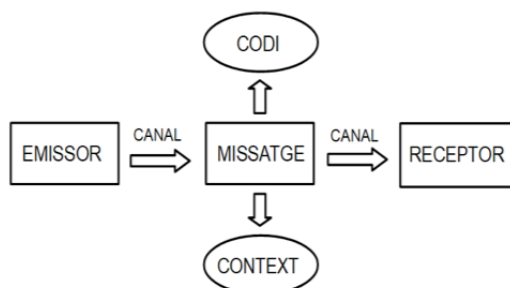 CODI
EMISSOR
CANAL
MISSATGE
CANAL
RECEPTOR
CONTEXT